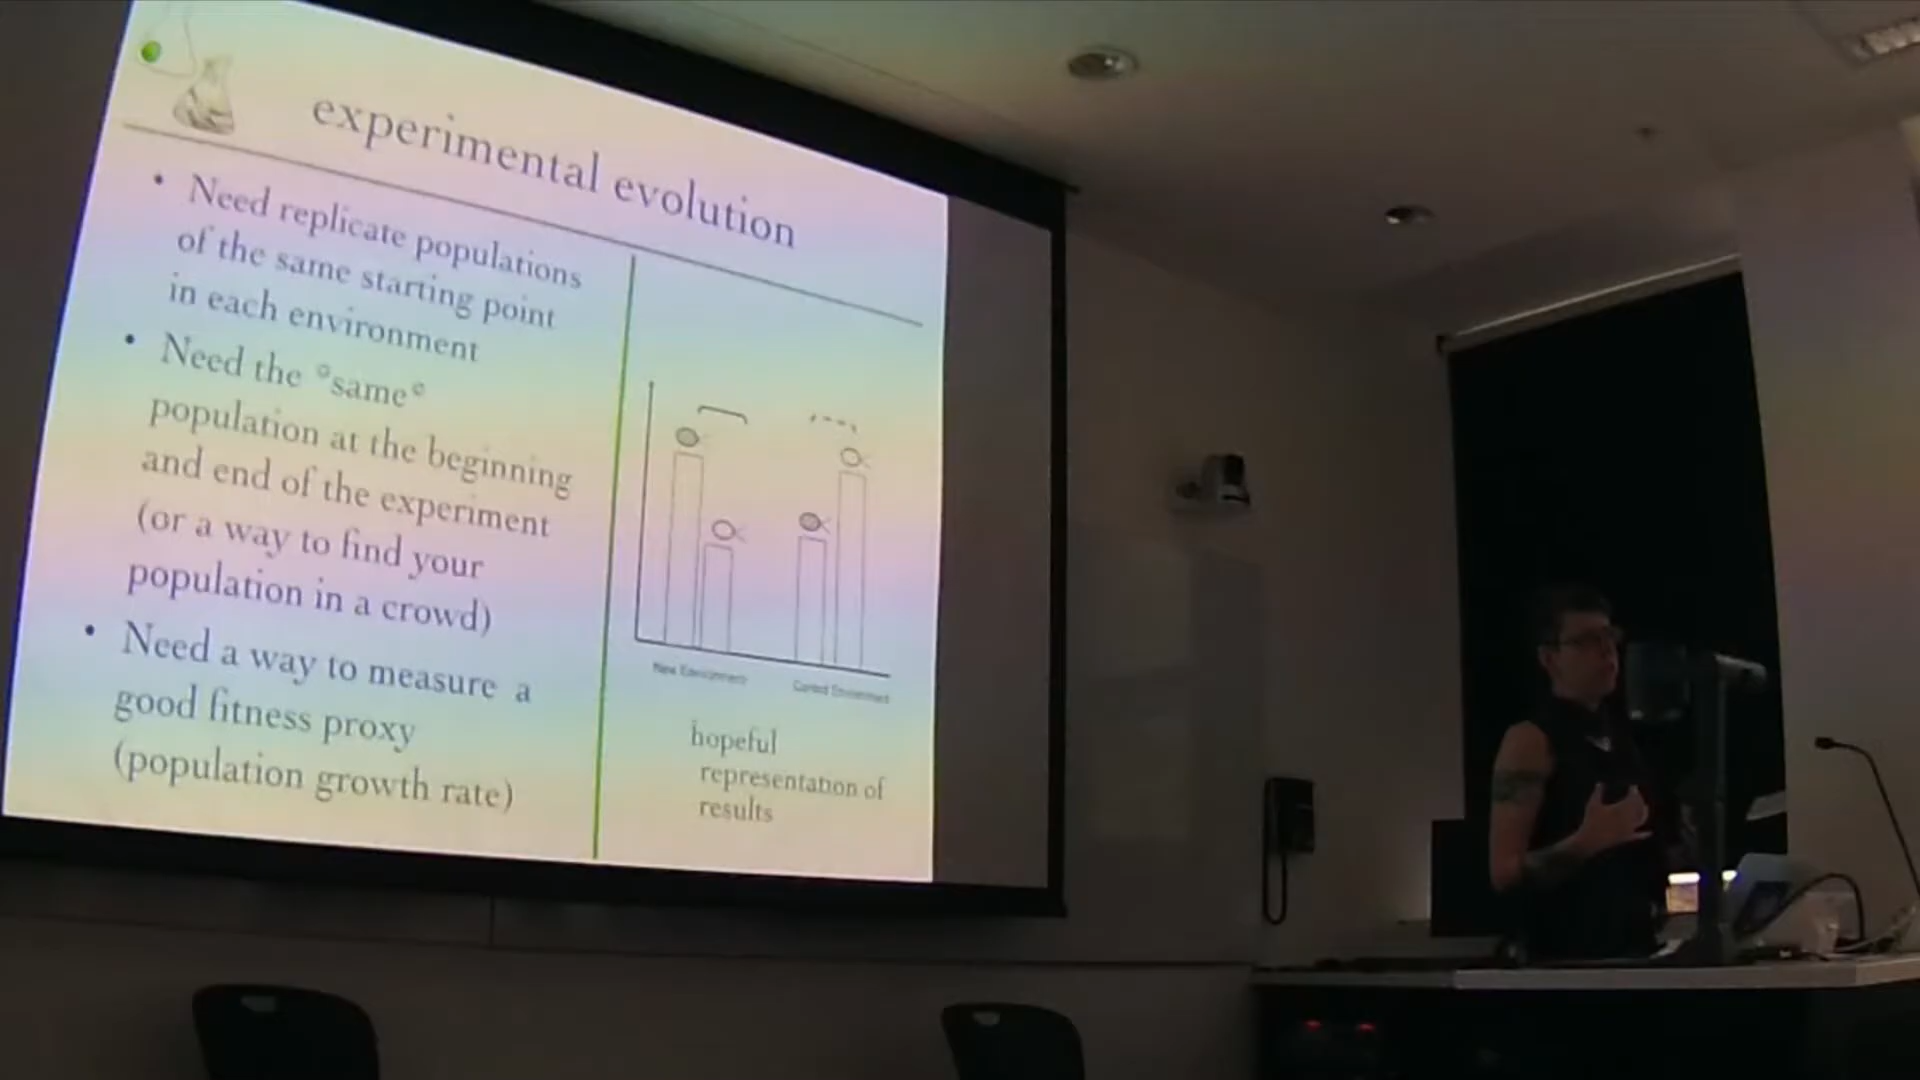 experimental evolution
• Need replicate populations
of the same starting point
in each environment
• Need the °same°
population at the beginning
and end of the experiment
(or a way to find your
population in a crowd)
• Need a way to measure a
good fitness proxy
(population growth rate)
New Environment
Control Environment
hopeful
representation of
results